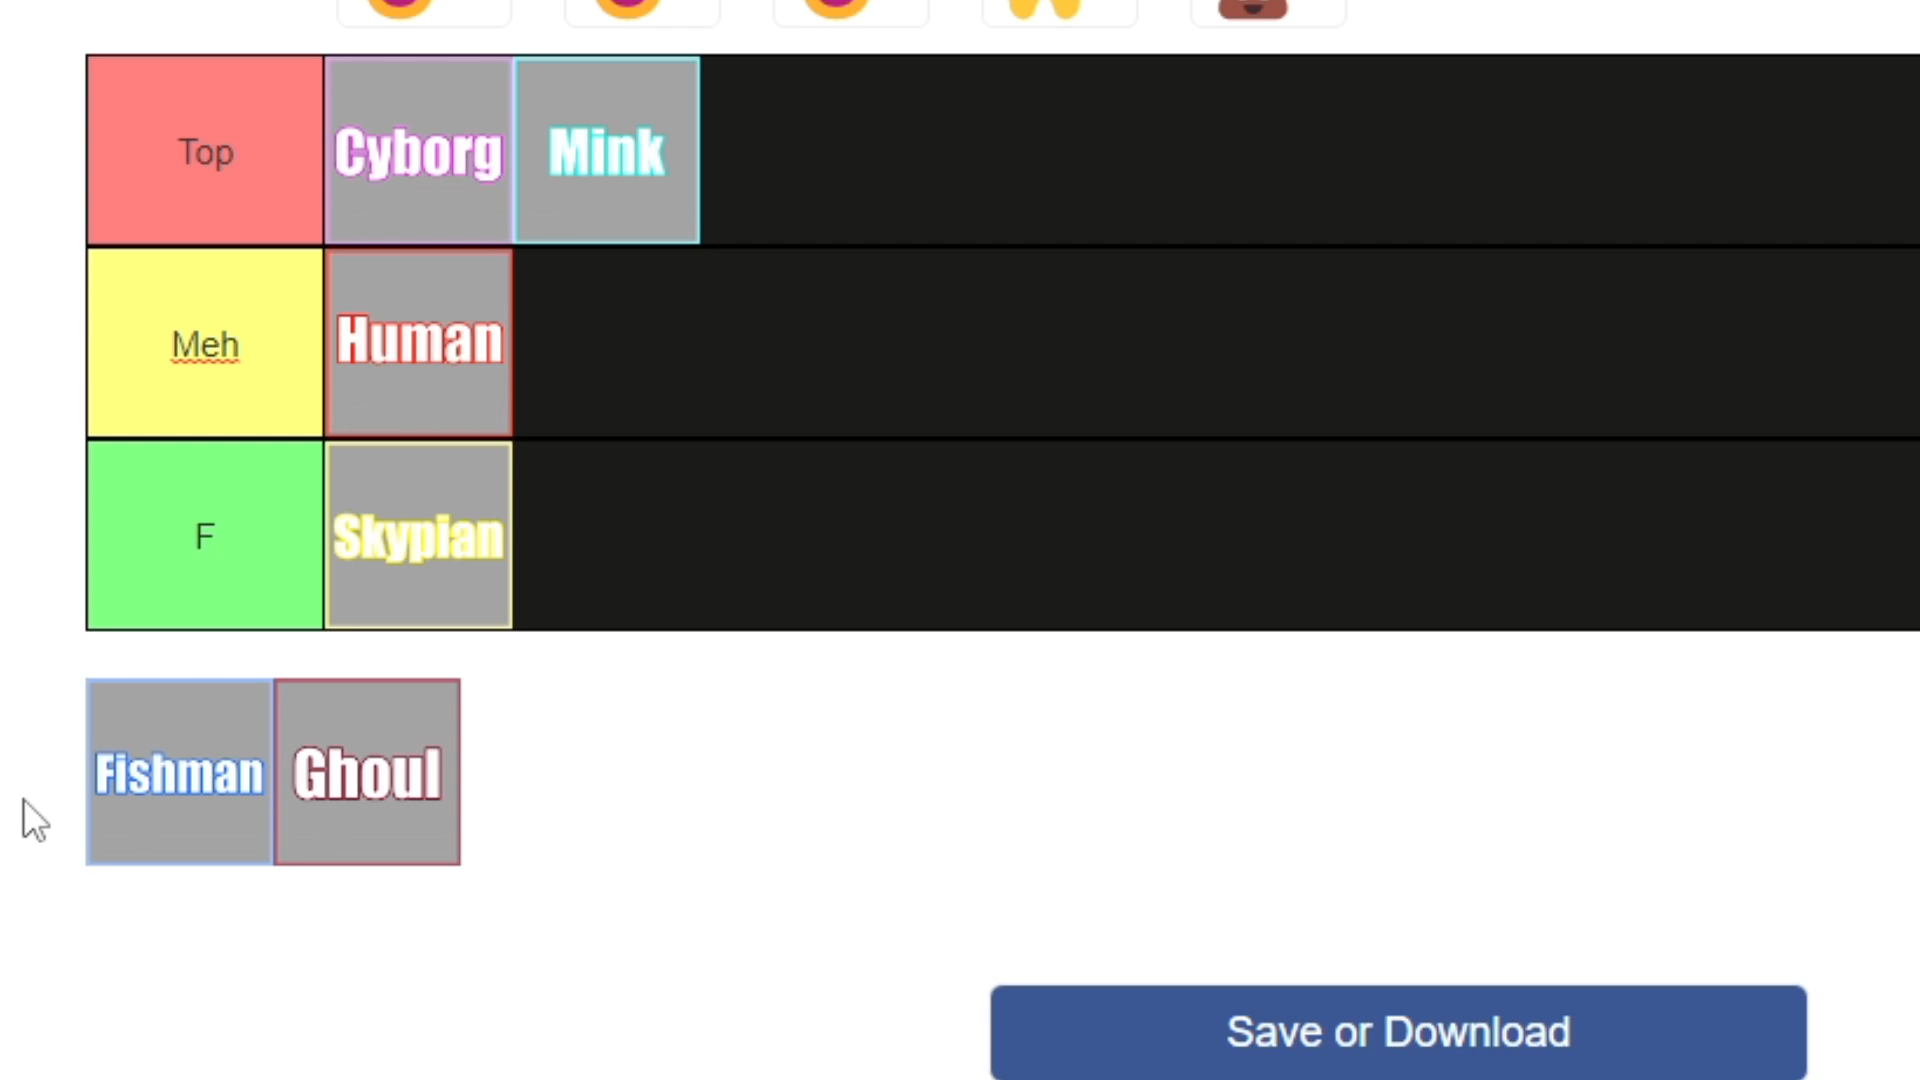 Top
Cyborg
Mink
Meh
Human
F
Skypian
Fishman
Ghoul
Save or Download